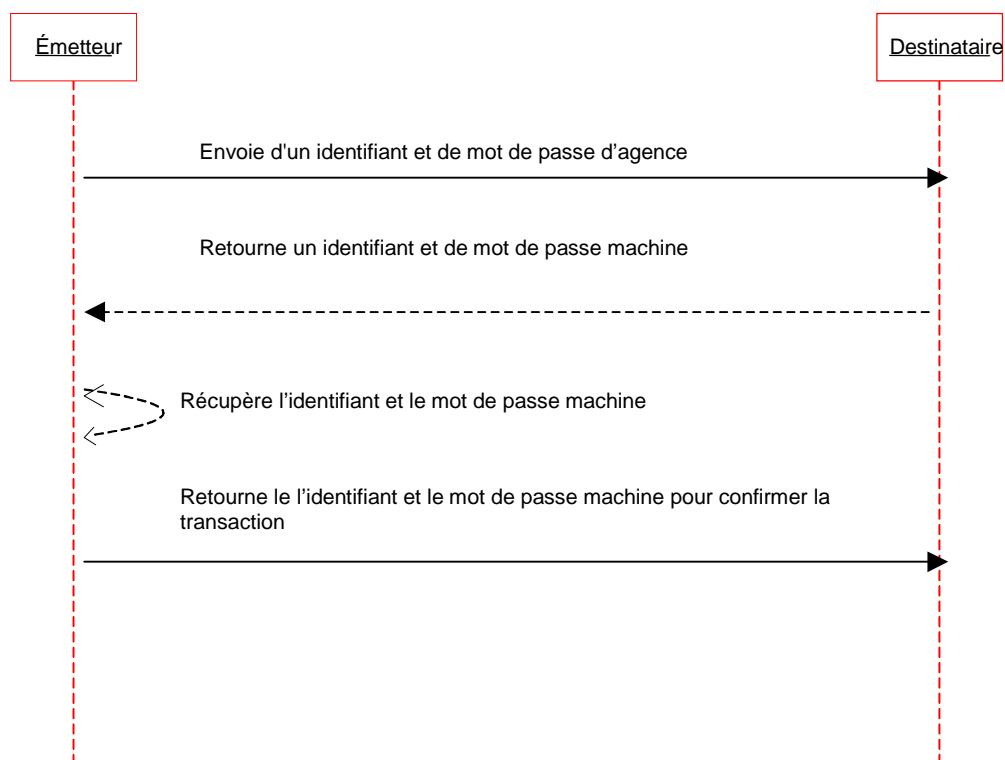 Émetteur
Destinataire
Envoie d'un identifiant et de mot de passe d’agence
Retourne un identifiant et de mot de passe machine
Récupère l’identifiant et le mot de passe machine
Retourne le l’identifiant et le mot de passe machine pour confirmer la
transaction